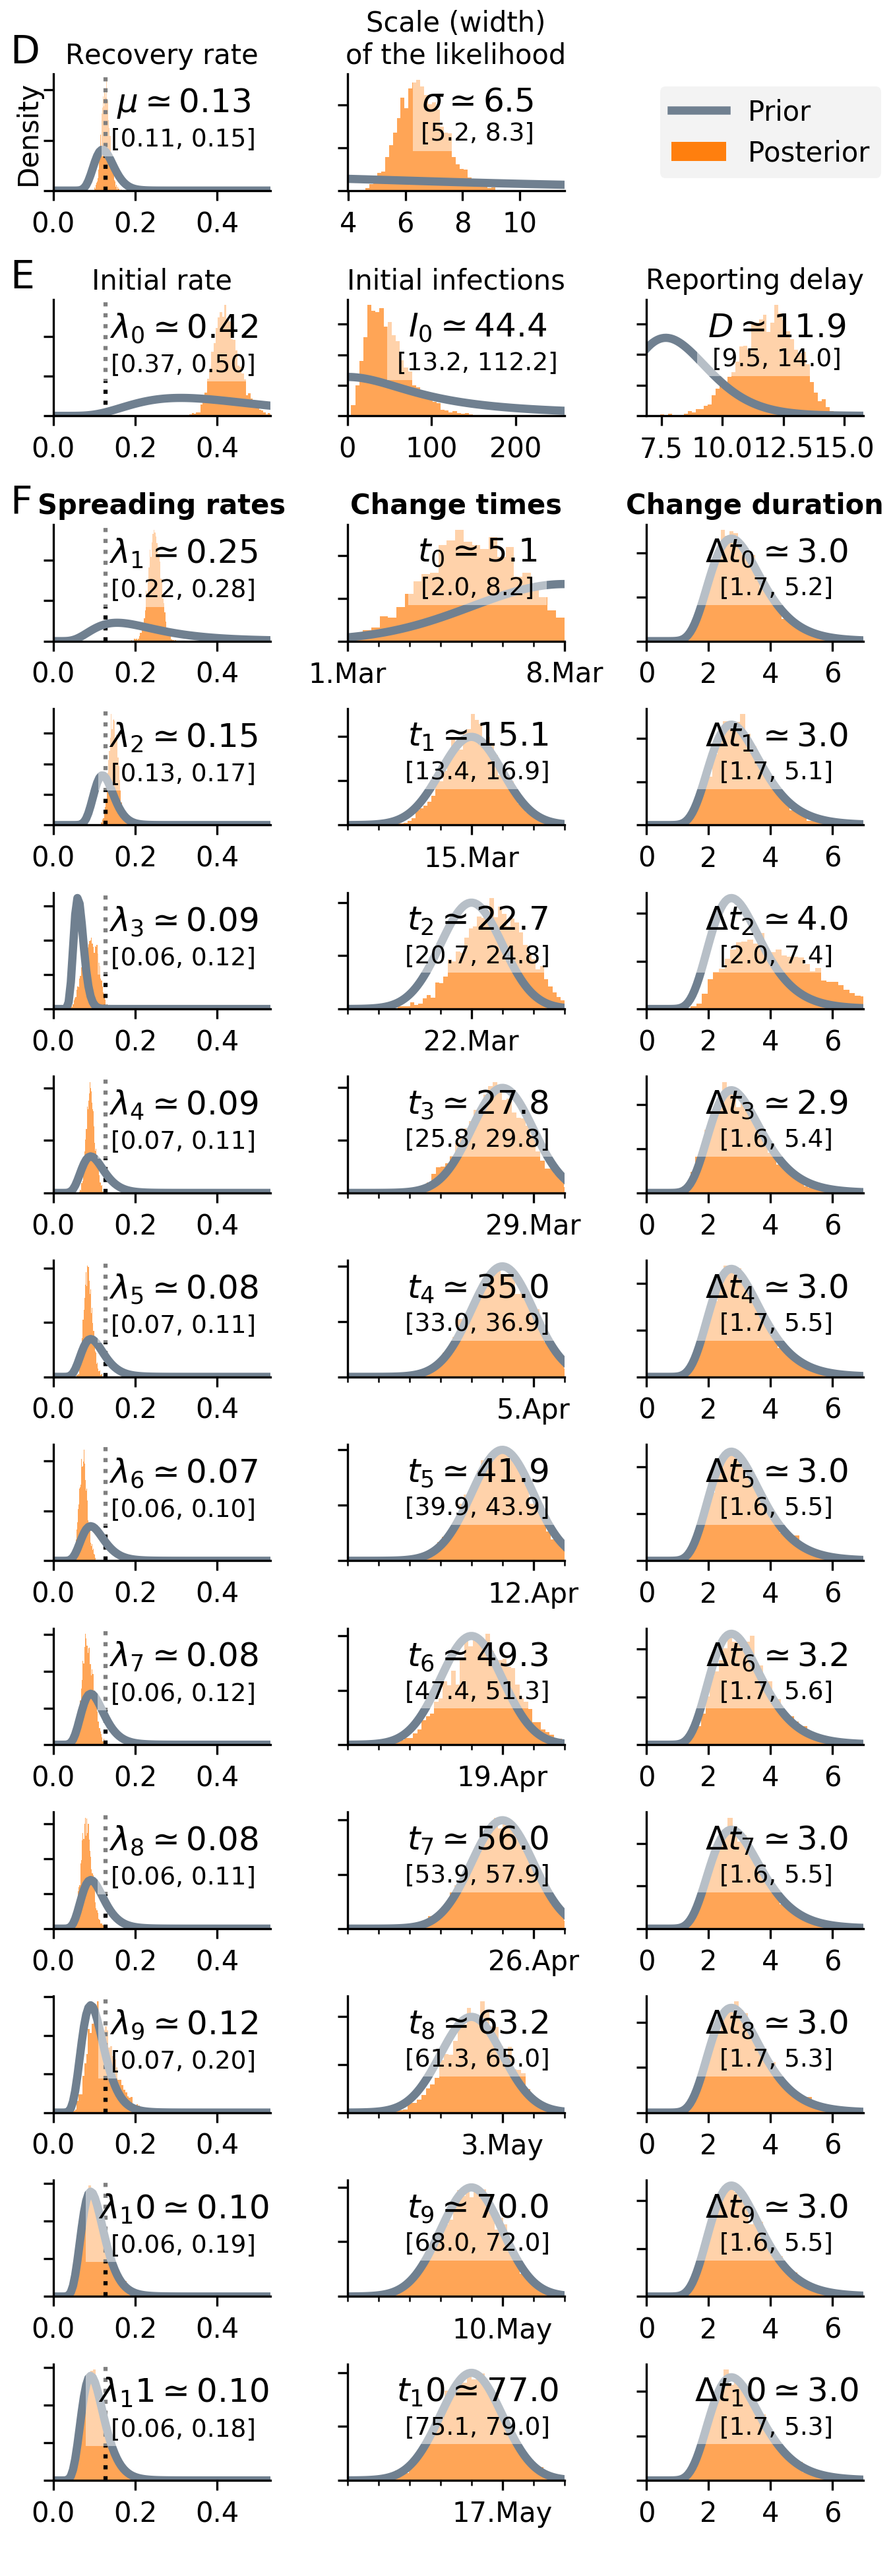 D
Recovery rate
Scale (width)
of the likelihood
Density
μ ≃ 0.13
[0.11, 0.15]
σ ≃ 6.5
[5.2, 8.3]
Prior
Posterior
0.0 0.2 0.4
4 6 8 10
E
Initial rate
Initial infections
Reporting delay
λ0 ≃ 0.42
[0.37, 0.50]
I0 ≃ 44.4
[13.2, 112.2]
D ≃ 11.9
[9.5, 14.0]
0.0 0.2 0.4
0 100 200
7.5 10.0 12.5 15.0
F
Spreading rates
Change times
Change duration
λ1 ≃ 0.25
[0.22, 0.28]
t0 ≃ 5.1
[2.0, 8.2]
Δt0 ≃ 3.0
[1.7, 5.2]
0.0 0.2 0.4
1.Mar 8.Mar
0 2 4 6
λ2 ≃ 0.15
[0.13, 0.17]
t1 ≃ 15.1
[13.4, 16.9]
Δt1 ≃ 3.0
[1.7, 5.1]
0.0 0.2 0.4
15.Mar
0 2 4 6
λ3 ≃ 0.09
[0.06, 0.12]
t2 ≃ 22.7
[20.7, 24.8]
Δt2 ≃ 4.0
[2.0, 7.4]
0.0 0.2 0.4
22.Mar
0 2 4 6
λ4 ≃ 0.09
[0.07, 0.11]
t3 ≃ 27.8
[25.8, 29.8]
Δt3 ≃ 2.9
[1.6, 5.4]
0.0 0.2 0.4
29.Mar
0 2 4 6
λ5 ≃ 0.08
[0.07, 0.11]
t4 ≃ 35.0
[33.0, 36.9]
Δt4 ≃ 3.0
[1.7, 5.5]
0.0 0.2 0.4
5.Apr
0 2 4 6
λ6 ≃ 0.07
[0.06, 0.10]
t5 ≃ 41.9
[39.9, 43.9]
Δt5 ≃ 3.0
[1.6, 5.5]
0.0 0.2 0.4
12.Apr
0 2 4 6
λ7 ≃ 0.08
[0.06, 0.12]
t6 ≃ 49.3
[47.4, 51.3]
Δt6 ≃ 3.2
[1.7, 5.6]
0.0 0.2 0.4
19.Apr
0 2 4 6
λ8 ≃ 0.08
[0.06, 0.11]
t7 ≃ 56.0
[53.9, 57.9]
Δt7 ≃ 3.0
[1.6, 5.5]
0.0 0.2 0.4
26.Apr
0 2 4 6
λ9 ≃ 0.12
[0.07, 0.20]
t8 ≃ 63.2
[61.3, 65.0]
Δt8 ≃ 3.0
[1.7, 5.3]
0.0 0.2 0.4
3.May
0 2 4 6
λ10 ≃ 0.10
[0.06, 0.19]
t9 ≃ 70.0
[68.0, 72.0]
Δt9 ≃ 3.0
[1.6, 5.5]
0.0 0.2 0.4
10.May
0 2 4 6
λ11 ≃ 0.10
[0.06, 0.18]
t10 ≃ 77.0
[75.1, 79.0]
Δt10 ≃ 3.0
[1.7, 5.3]
0.0 0.2 0.4
17.May
0 2 4 6